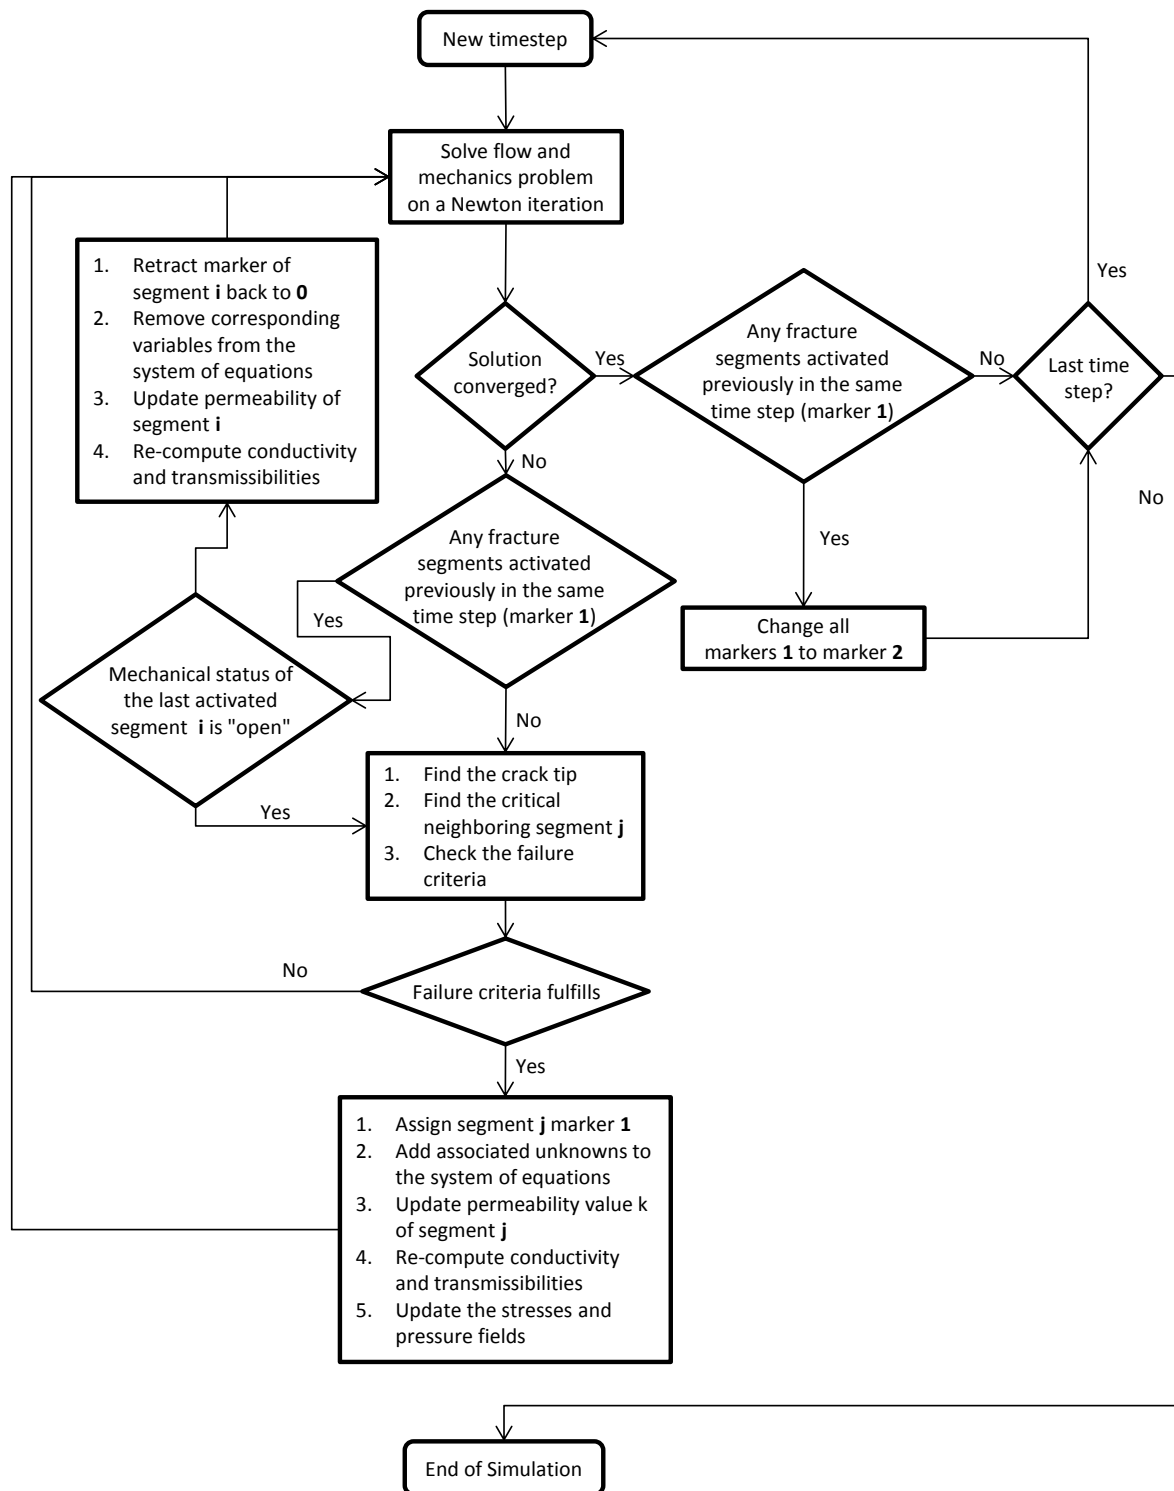 New timestep
Solve flow and
mechanics problem
on a Newton iteration
1. Retract marker of
segment i back to 0
2. Remove corresponding
variables from the
system of equations
3. Update permeability of
segment i
4. Re-compute conductivity
and transmissibilities
Solution
converged?
Yes
Any fracture
segments activated
previously in the same
time step (marker 1)
No
Last time
step?
Yes
No
No
Yes
Change all
markers 1 to marker 2
Any fracture
segments activated
previously in the same
time step (marker 1)
Yes
Mechanical status of
the last activated
segment i is "open"
No
Yes
1. Find the crack tip
2. Find the critical
neighboring segment j
3. Check the failure
criteria
No
Failure criteria fulfills
Yes
1. Assign segment j marker 1
2. Add associated unknowns to
the system of equations
3. Update permeability value k
of segment j
4. Re-compute conductivity
and transmissibilities
5. Update the stresses and
pressure fields
End of Simulation